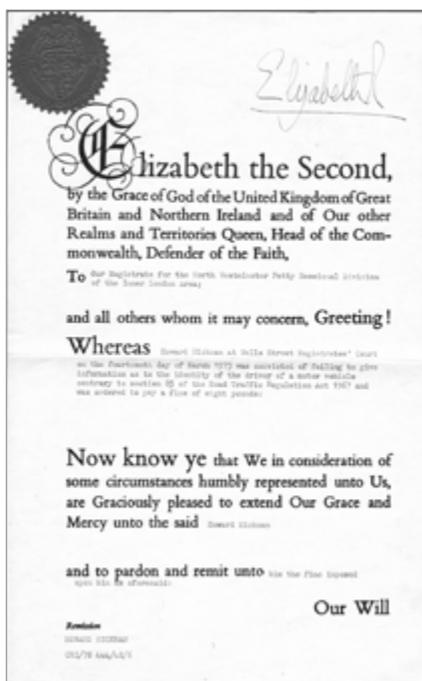 Elizabeth R
Elizabeth the Second,
by the Grace of God of the United Kingdom of Great
Britain and Northern Ireland and of Our other
Realms and Territories Queen, Head of the Com-
monwealth, Defender of the Faith,
To Our Magistrate for the North Westminster Petty Sessional Division
of the Inner London Area;
and all others whom it may concern, Greeting!
Whereas Howard Hickman at Wells Street Magistrates' Court
on the fourteenth day of March 1973 was convicted of failing to give
information as to the identity of the driver of a motor vehicle
contrary to section 85 of the Road Traffic Regulation Act 1967 and
was ordered to pay a fine of eight pounds:
Now know ye that We in consideration of
some circumstances humbly represented unto Us,
are Graciously pleased to extend Our Grace and
Mercy unto the said Howard Hickman
and to pardon and remit unto him the fine imposed
upon him as aforesaid:
Our Will
Remission
HOWARD HICKMAN